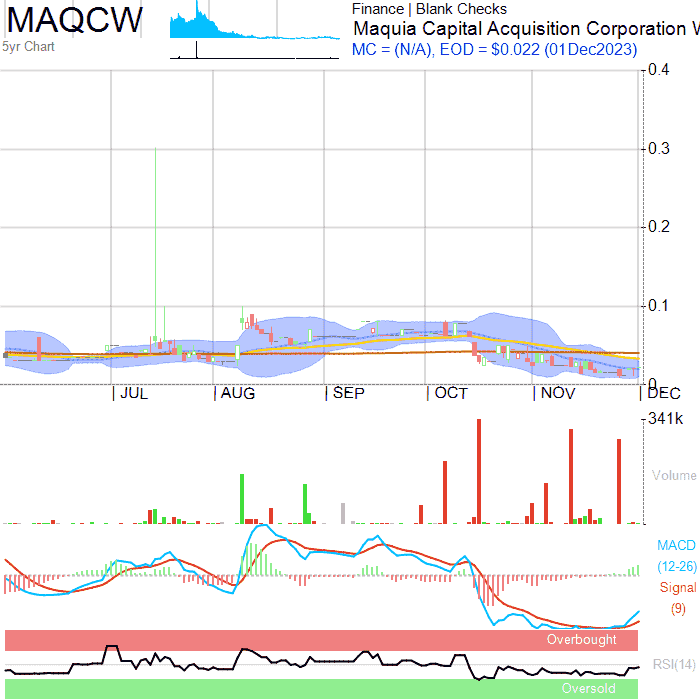 MAQCW
5yr Chart
Finance | Blank Checks
Maquia Capital Acquisition Corporation W
MC = (N/A), EOD = $0.022 (01Dec2023)
0.4
0.3
0.2
0.1
0
JUL AUG SEP OCT NOV DEC
341k
Volume
MACD
(12-26)
Signal
(9)
Overbought
RSI(14)
Oversold